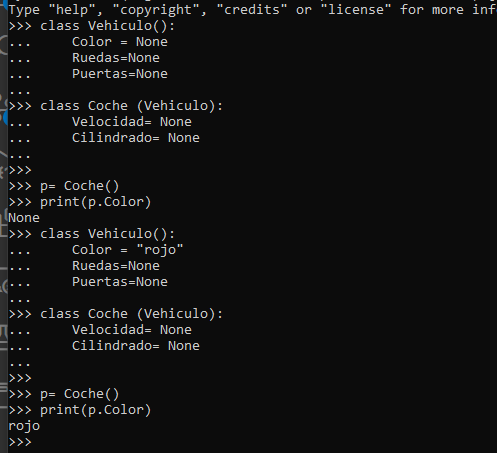 Type "help", "copyright", "credits" or "license" for more inf
>>> class Vehiculo():
...     Color = None
...     Ruedas=None
...     Puertas=None
...
>>> class Coche (Vehiculo):
...     Velocidad= None
...     Cilindrado= None
...
>>>
>>> p= Coche()
>>> print(p.Color)
None
>>> class Vehiculo():
...     Color = "rojo"
...     Ruedas=None
...     Puertas=None
...
>>> class Coche (Vehiculo):
...     Velocidad= None
...     Cilindrado= None
...
>>>
>>> p= Coche()
>>> print(p.Color)
rojo
>>>